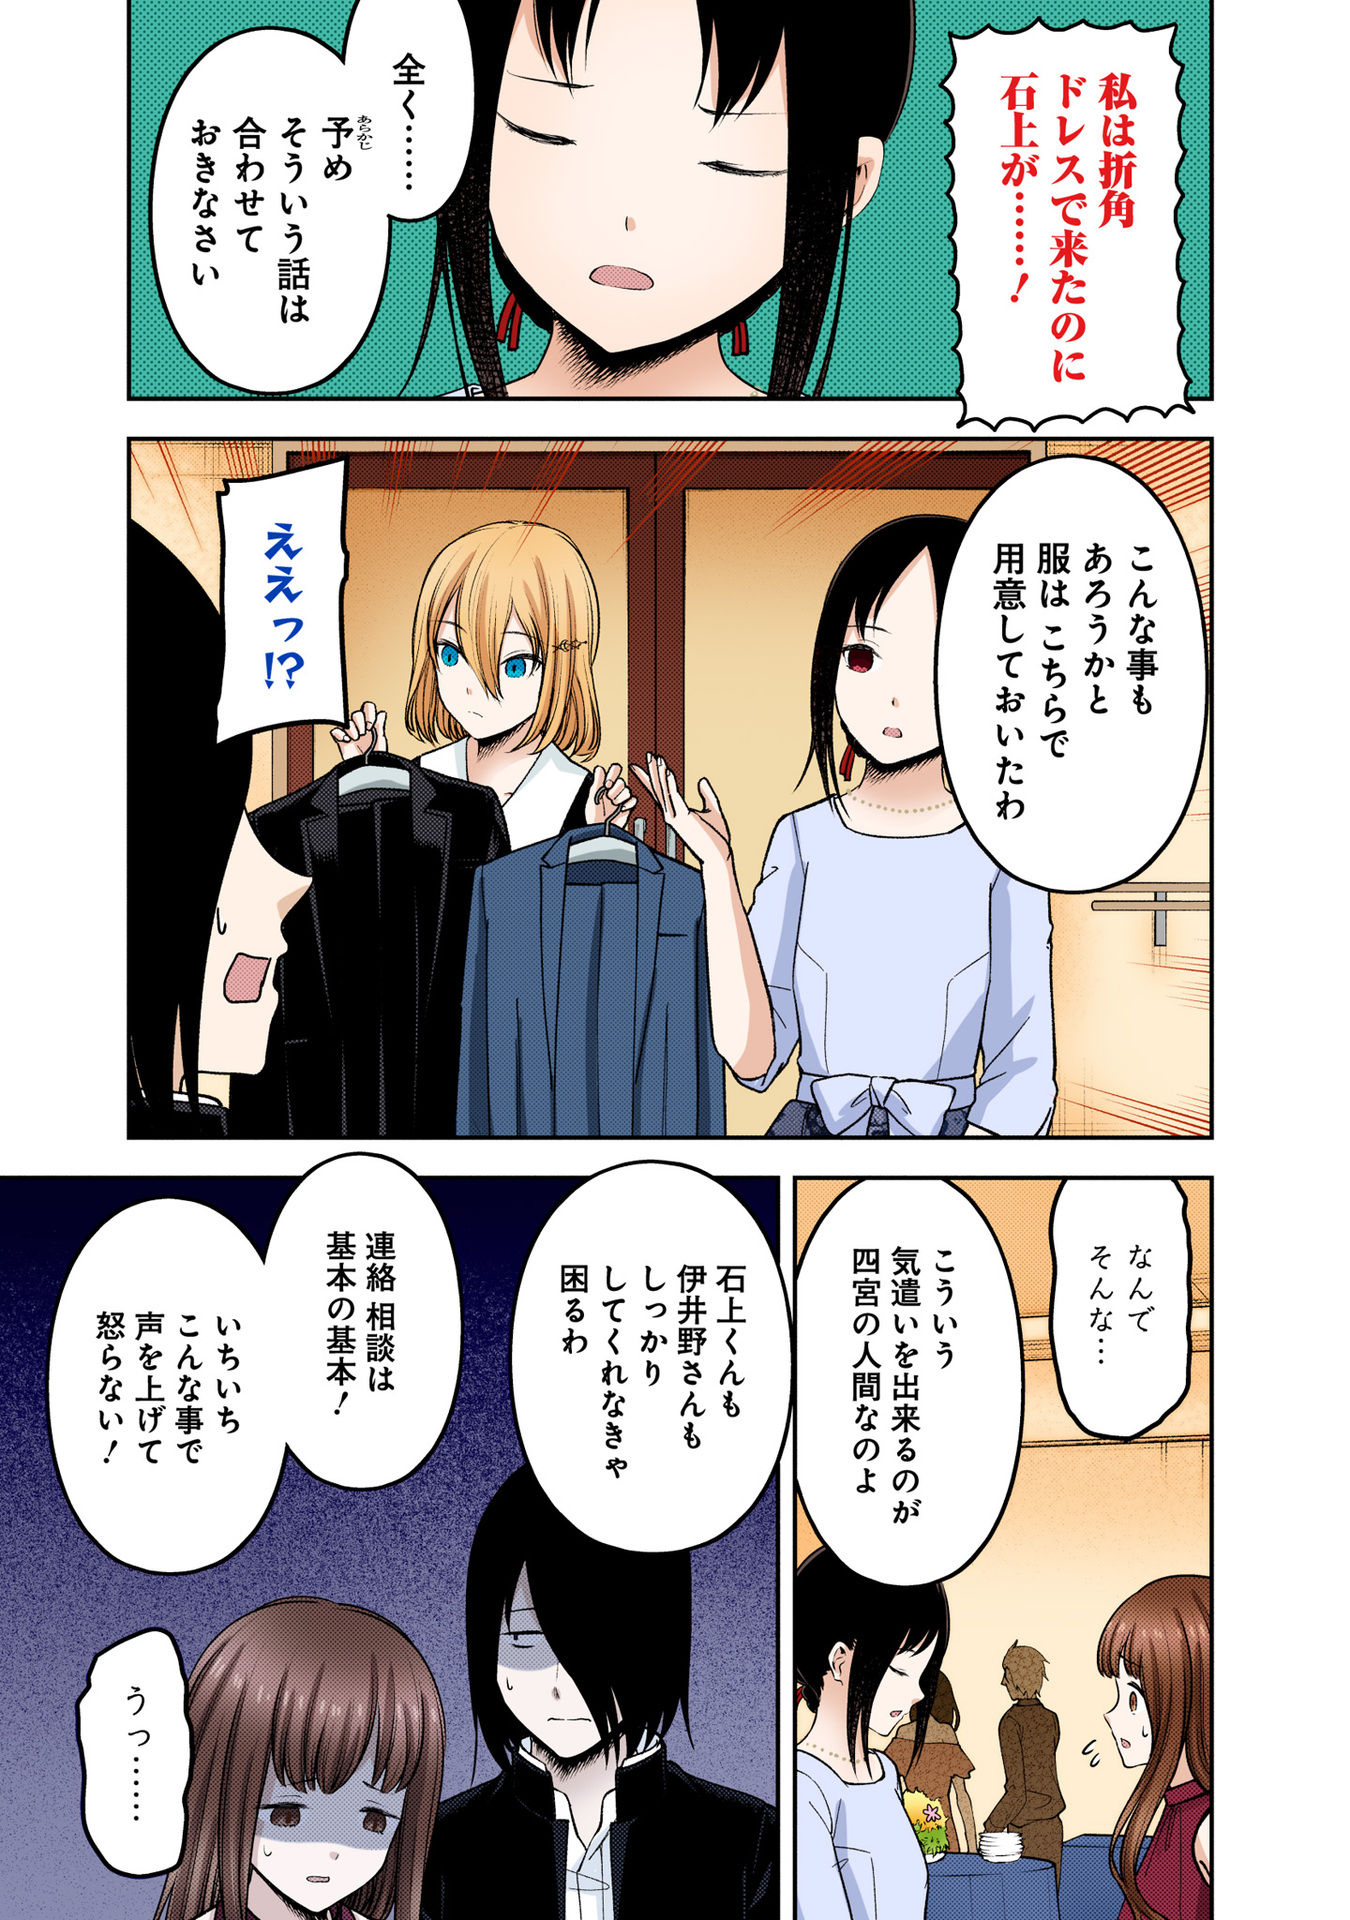 私は折角
ドレスで来たのに
石上が……！
全く……
予め
あらかじ
そういう話は
合わせて
おきなさい
こんな事も
あろうかと
服はこちらで
用意しておいたわ
ええっ！？
なんで
そんな…
こういう
気遣いを出来るのが
四宮の人間なのよ
石上くんも
伊井野さんも
しっかり
してくれなきゃ
困るわ
連絡 相談は
基本の基本！
いちいち
こんな事で
声を上げて
怒らない！
うっ……